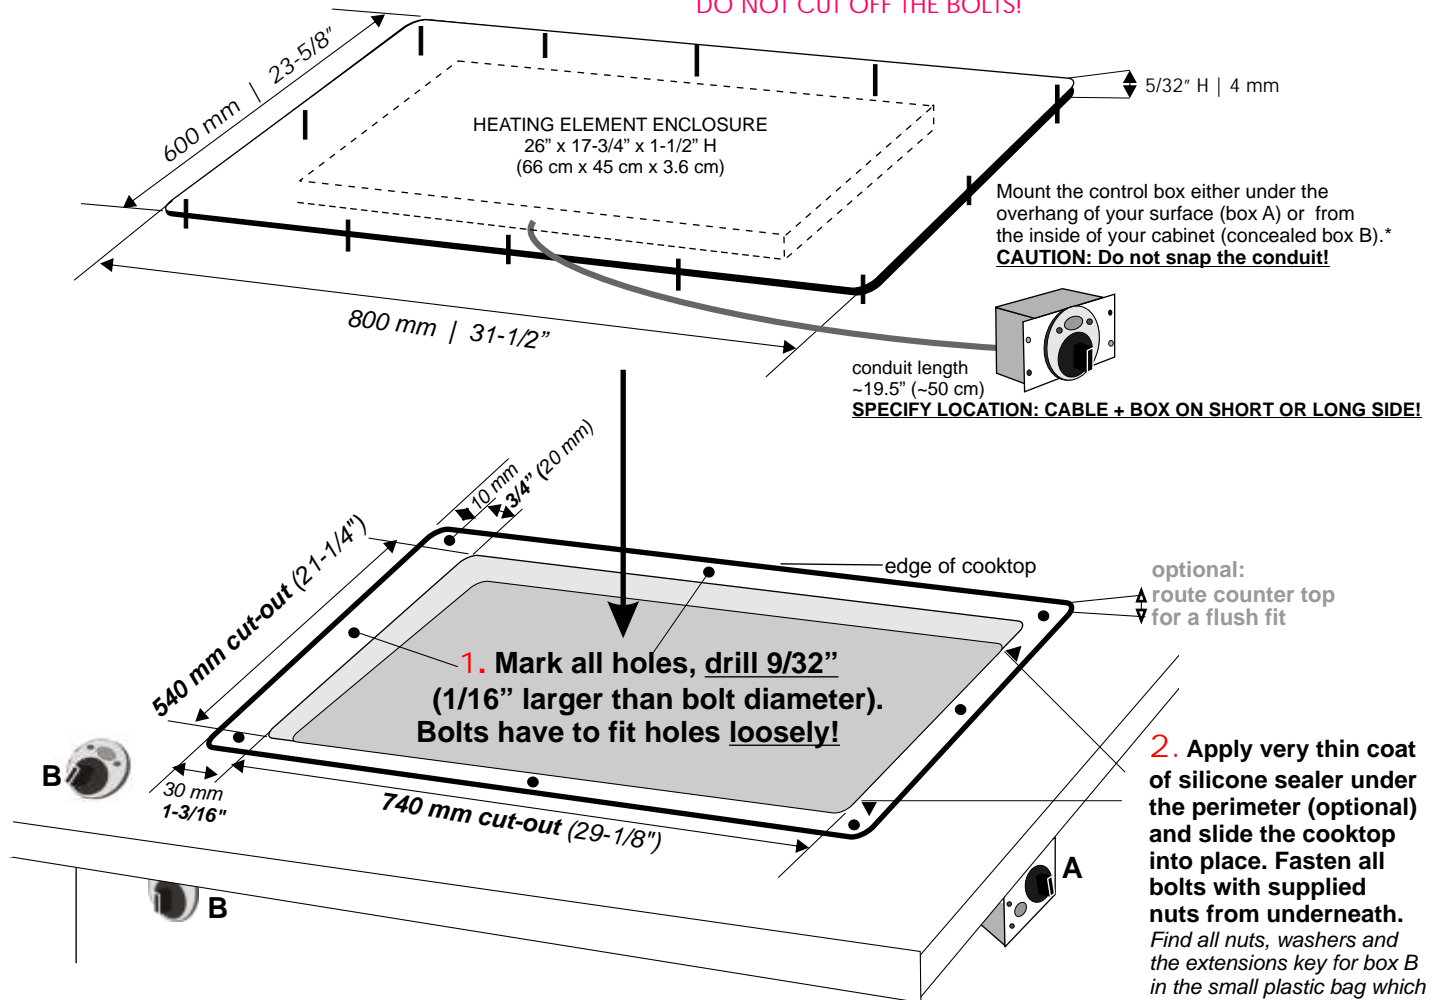 DO NOT CUT OFF THE BOLTS!
600 mm | 23-5/8"
5/32" H | 4 mm
HEATING ELEMENT ENCLOSURE
26” x 17-3/4” x 1-1/2” H
(66 cm x 45 cm x 3.6 cm)
Mount the control box either under the
overhang of your surface (box A) or from
the inside of your cabinet (concealed box B).*
CAUTION: Do not snap the conduit!
800 mm | 31-1/2”
conduit length
~19.5” (~50 cm)
SPECIFY LOCATION: CABLE + BOX ON SHORT OR LONG SIDE!
10 mm
3/4” (20 mm)
540 mm cut-out (21-1/4")
edge of cooktop
optional:
route counter top
for a flush fit
1. Mark all holes, drill 9/32”
(1/16” larger than bolt diameter).
Bolts have to fit holes loosely!
B
30 mm
1-3/16"
740 mm cut-out (29-1/8")
2. Apply very thin coat
of silicone sealer under
the perimeter (optional)
and slide the cooktop
into place. Fasten all
bolts with supplied
nuts from underneath.
Find all nuts, washers and
the extensions key for box B
in the small plastic bag which
A
B